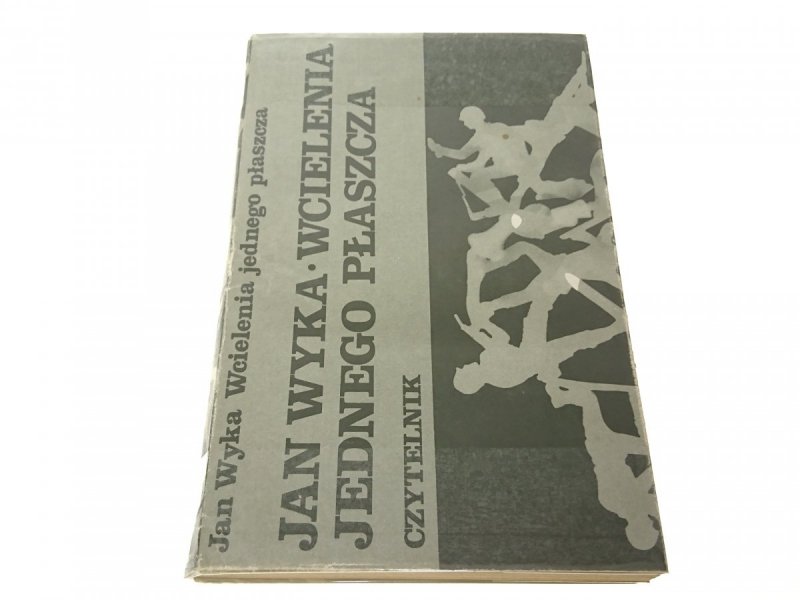 Jan Wyka Wcielenia jednego płaszcza
JAN WYKA·WCIELENIA
JEDNEGO PŁASZCZA
CZYTELNIK